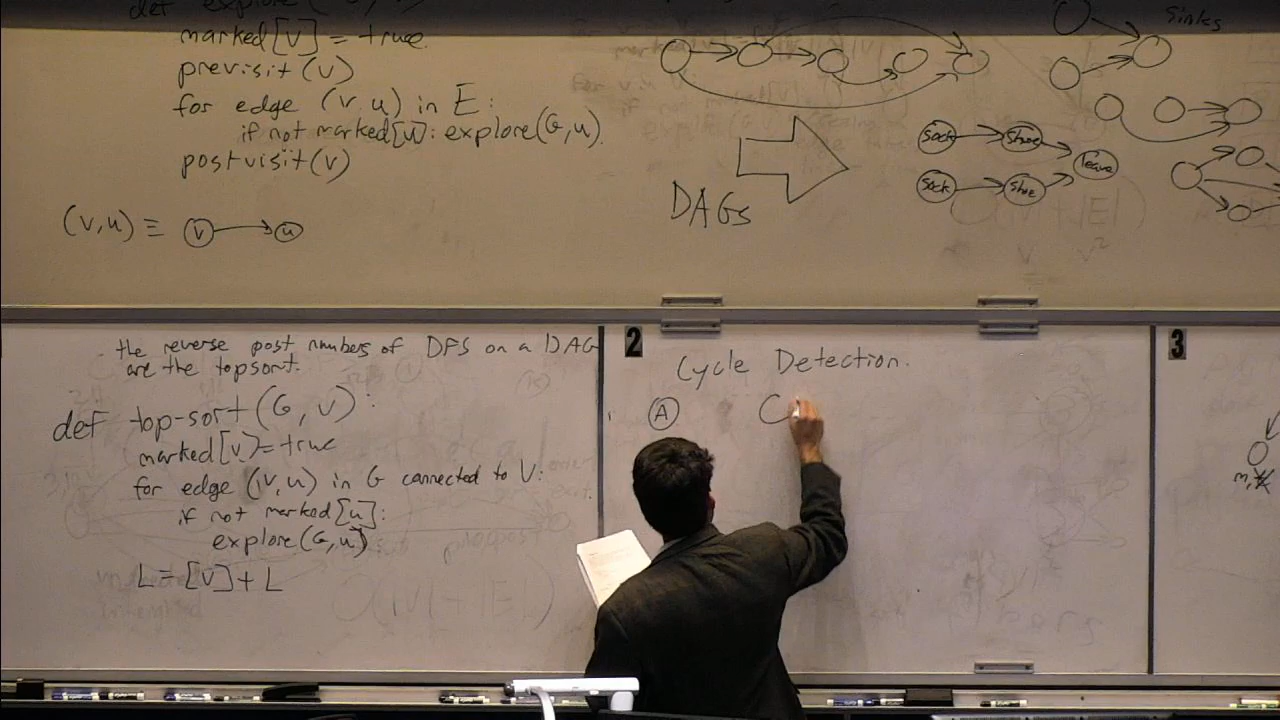 def explore(
marked[v] = true
previsit(v)
for edge (v,u) in E:
if not marked[u]: explore(G,u)
postvisit(v)
(v,u) ≡ v u
sinks
sock shoe
leave
sock shoe
DAGs
the reverse post numbers of DFS on a DAG
are the topsort.
def top-sort(G, v):
marked[v]=true
for edge (v,u) in G connected to v:
if not marked[u]:
explore(G,u)
L=[v]+L
2
Cycle Detection.
A
3